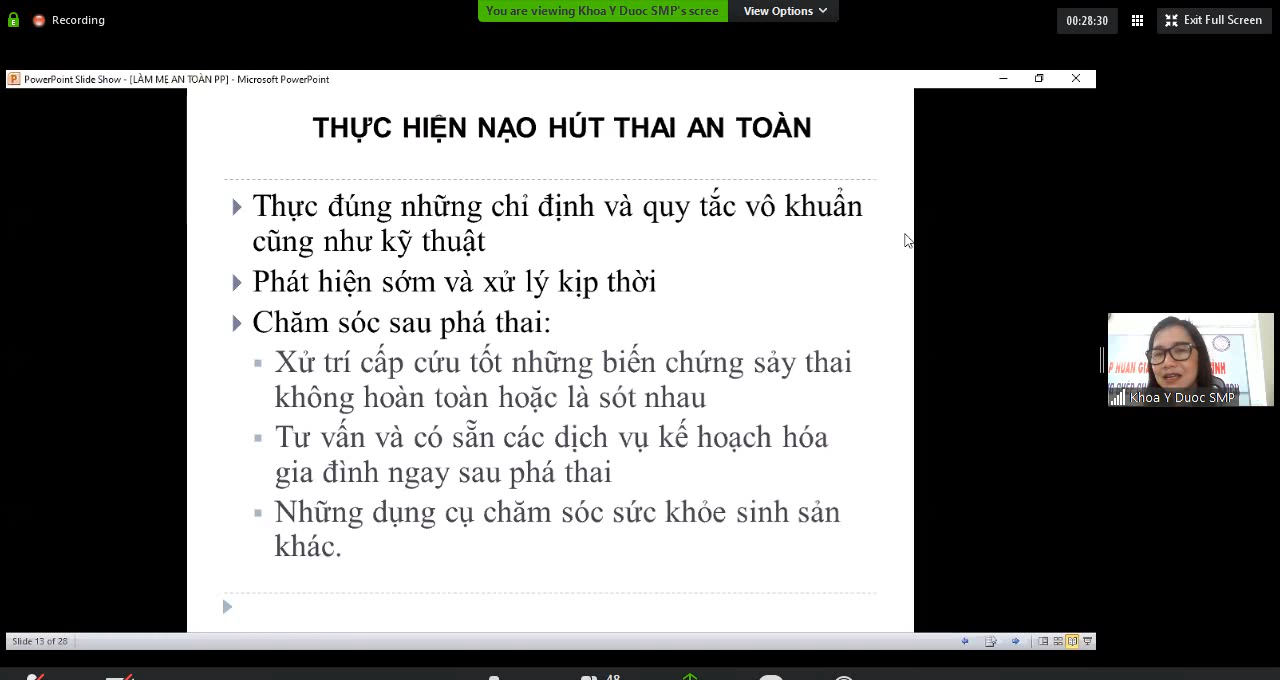 Recording
You are viewing Khoa Y Duoc SMP's scree
View Options
00:28:30
Exit Full Screen
PowerPoint Slide Show - [LÀM MẸ AN TOÀN PP] - Microsoft PowerPoint
THỰC HIỆN NẠO HÚT THAI AN TOÀN
Thực đúng những chỉ định và quy tắc vô khuẩn
cũng như kỹ thuật
Phát hiện sớm và xử lý kịp thời
Chăm sóc sau phá thai:
Xử trí cấp cứu tốt những biến chứng sảy thai
không hoàn toàn hoặc là sót nhau
Tư vấn và có sẵn các dịch vụ kế hoạch hóa
gia đình ngay sau phá thai
Những dụng cụ chăm sóc sức khỏe sinh sản
khác.
Khoa Y Duoc SMP
Slide 13 of 28
48